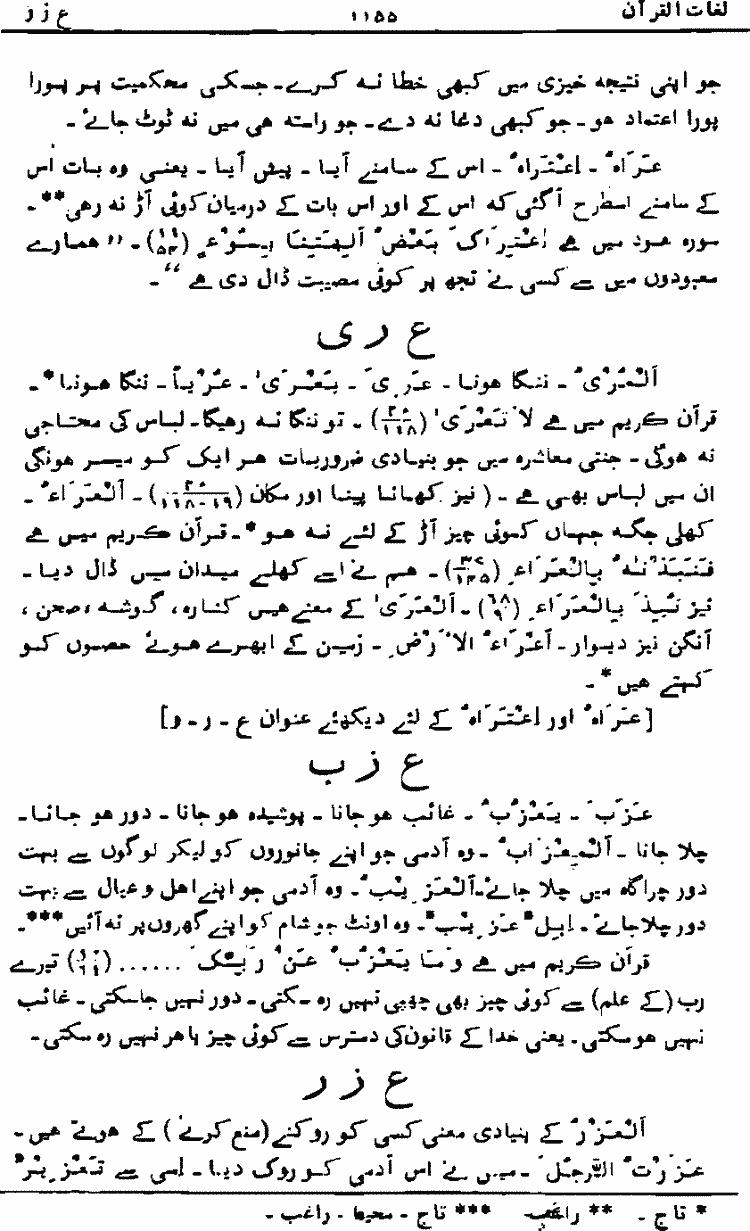 لغات القرآن ۱۱۵۵ ع ز ز
جو اپنی نتیجہ خیزی میں کبھی خطا نہ کرے۔ جسکی محکمیت پر پورا
پورا اعتماد ہو۔ جو کبھی دغا نہ دے۔ جو راستہ ہی میں نہ ٹوٹ جائے۔
عَرَاہُ۔ اِعْتَرَاہُ۔ اس کے سامنے آیا۔ پیش آیا۔ یعنی وہ بات اس
کے سامنے اسطرح آگئی کہ اس کے اور اس بات کے درمیان کوئی آڑ نہ رہی**۔
سورہ ہود میں ہے اعْتَرَاکَ بَعْضُ اٰلِہَتِنَا بِسُوْءٍ (۱۱/۵۴)۔ ”ہمارے
معبودوں میں سے کسی نے تجھ پر کوئی مصیبت ڈال دی ہے“۔
ع ر ی
اَلْعُرْیُ۔ ننگا ہونا۔ عَرِیَ۔ یَعْرَیٰ۔ عُرْیاً۔ ننگا ہونا*۔
قرآن کریم میں ہے لَا تَعْرَیٰ (۲۰/۱۱۸)۔ تو ننگا نہ رہیگا۔ لباس کی محتاجی
نہ ہوگی۔ جنتی معاشرہ میں جو بنیادی ضروریات ہر ایک کو میسر ہونگی
ان میں لباس بھی ہے۔ (نیز کھانا پینا اور مکان (۲۰/۱۱۸-۱۱۹)۔ اَلْعَرَاءُ۔
کھلی جگہ جہاں کوئی چیز آڑ کے لئے نہ ہو*۔ قرآن کریم میں ہے
فَنَبَذْنٰہُ بِالْعَرَاءِ (۳۷/۱۴۵)۔ ہم نے اسے کھلے میدان میں ڈال دیا۔
نیز نُبِذَ بِالْعَرَاءِ (۶۸/۹)۔ اَلْعَرَیٰ کے معنے ہیں کنارہ، گوشہ، صحن،
آنگن نیز دیوار۔ اَعْرَاءُ الْاَرْضِ۔ زمین کے ابھرے ہوئے حصوں کو
کہتے ہیں*۔
[عَرَاہُ اور اِعْتَرَاہُ کے لئے دیکھئے عنوان ع۔ ر۔ و]
ع ز ب
عَزَبَ۔ یَعْزُبُ۔ غائب ہو جانا۔ پوشیدہ ہو جانا۔ دور ہو جانا۔
چلا جانا۔ اَلْمِعْزَابُ۔ وہ آدمی جو اپنے جانوروں کو لیکر لوگوں سے بہت
دور چراگاہ میں چلا جائے۔ اَلْعَزِیْبُ۔ وہ آدمی جو اپنے اہل و عیال سے بہت
دور چلا جائے۔ اِبِلٌ عَزِیْبٌ۔ وہ اونٹ جو شام کو اپنے گھروں پر نہ آئیں***۔
قرآن کریم میں ہے وَمَا یَعْزُبُ عَنْ رَبِّکَ ...... (۱۰/۶۱) تیرے
رب (کے علم) سے کوئی چیز بھی چھپی نہیں رہ سکتی۔ دور نہیں جاسکتی۔ غائب
نہیں ہوسکتی۔ یعنی خدا کے قانون کی دسترس سے کوئی چیز باہر نہیں رہ سکتی۔
ع ز ر
اَلْعَزْرُ کے بنیادی معنی کسی کو روکنے (منع کرنے) کے ہوتے ہیں۔
عَزَرْتُ الرَّجُلَ۔ میں نے اس آدمی کو روک دیا۔ اسی سے تَعْزِیْرٌ
* تاج۔ ** راغب۔ *** تاج۔ محیط۔ راغب۔